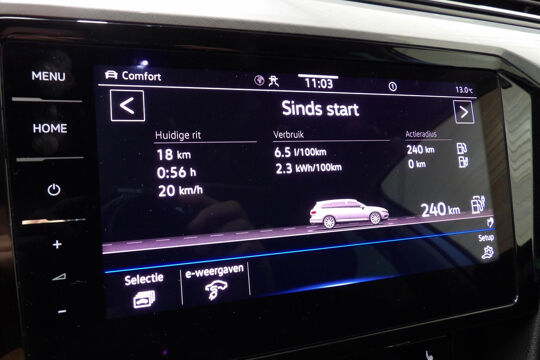 MENU
Comfort
11:03
13.0°C
<
Sinds start
>
HOME
Huidige rit
Verbruik
Actieradius
18 km
6.5 l/100km
240 km
0:56 h
2.3 kWh/100km
0 km
20 km/h
240 km
+
Setup
Selectie
e-weergaven
-